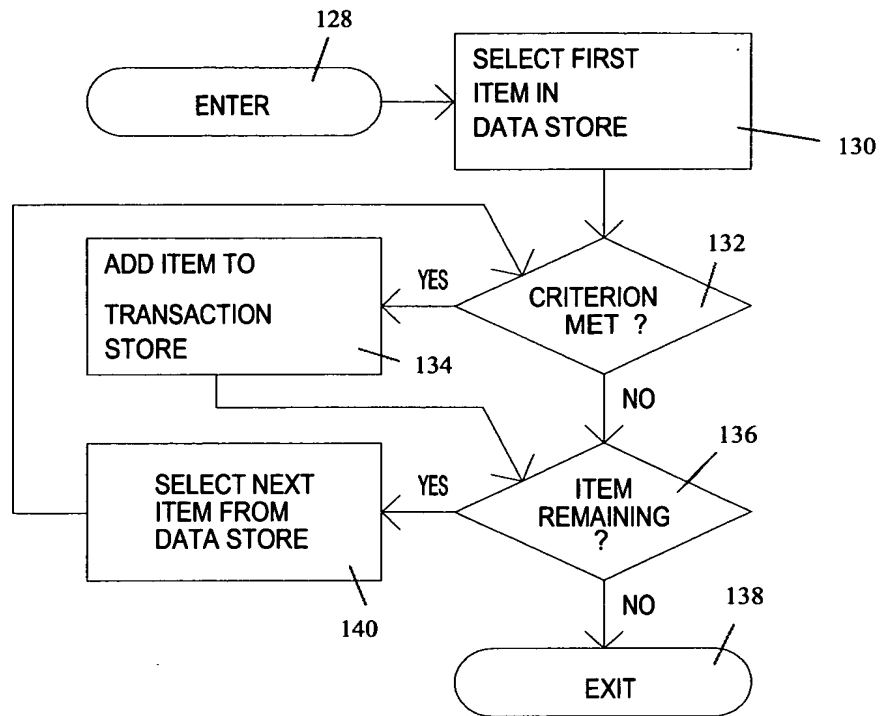 128
ENTER
SELECT FIRST
ITEM IN
DATA STORE
130
132
CRITERION
MET ?
YES
ADD ITEM TO
TRANSACTION
STORE
134
NO
136
ITEM
REMAINING
?
YES
SELECT NEXT
ITEM FROM
DATA STORE
140
NO
138
EXIT